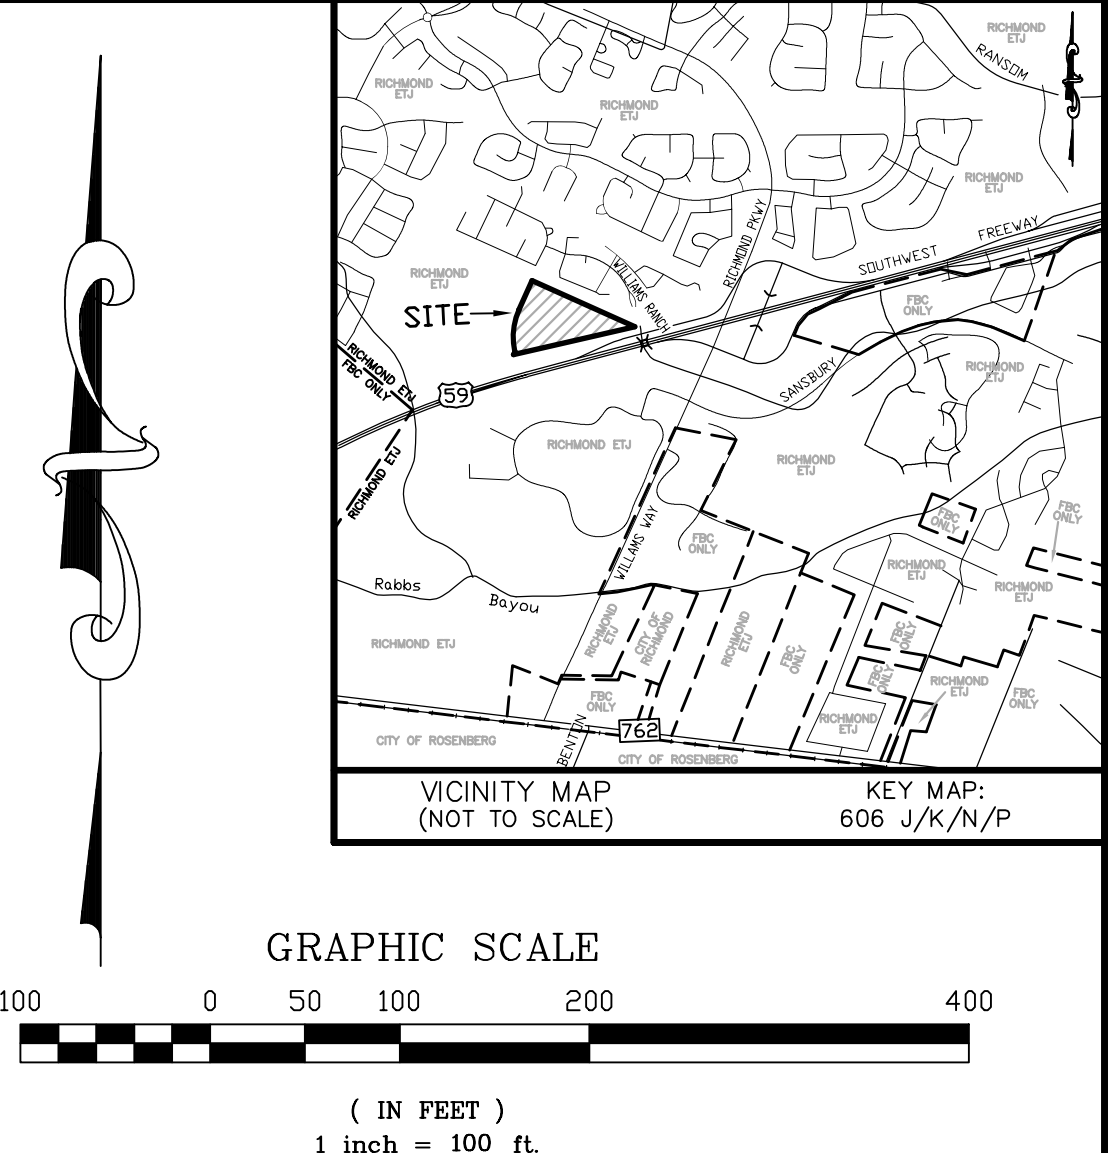 RICHMOND
ETJ
RANSOM
RICHMOND
ETJ
RICHMOND
ETJ
RICHMOND
ETJ
RICHMOND PKWY
FREEWAY
SOUTHWEST
RICHMOND
ETJ
WILLIAMS RANCH
SITE
FBC
ONLY
RICHMOND ETJ
FBC ONLY
59
SANSBURY
RICHMOND
ETJ
RICHMOND ETJ
RICHMOND ETJ
RICHMOND
ETJ
FBC
ONLY
FBC
ONLY
WILLAMS WAY
FBC
ONLY
RICHMOND
ETJ
Rabbs
Bayou
RICHMOND
ETJ
RICHMOND ETJ
RICHMOND
ETJ
CITY OF
RICHMOND
RICHMOND
ETJ
FBC
ONLY
FBC
ONLY
FBC
ONLY
RICHMOND
ETJ
FBC
ONLY
FBC
ONLY
BENTON
762
RICHMOND
ETJ
CITY OF ROSENBERG
CITY OF ROSENBERG
VICINITY MAP
(NOT TO SCALE)
KEY MAP:
606 J/K/N/P
GRAPHIC SCALE
100 0 50 100 200 400
( IN FEET )
1 inch = 100 ft.